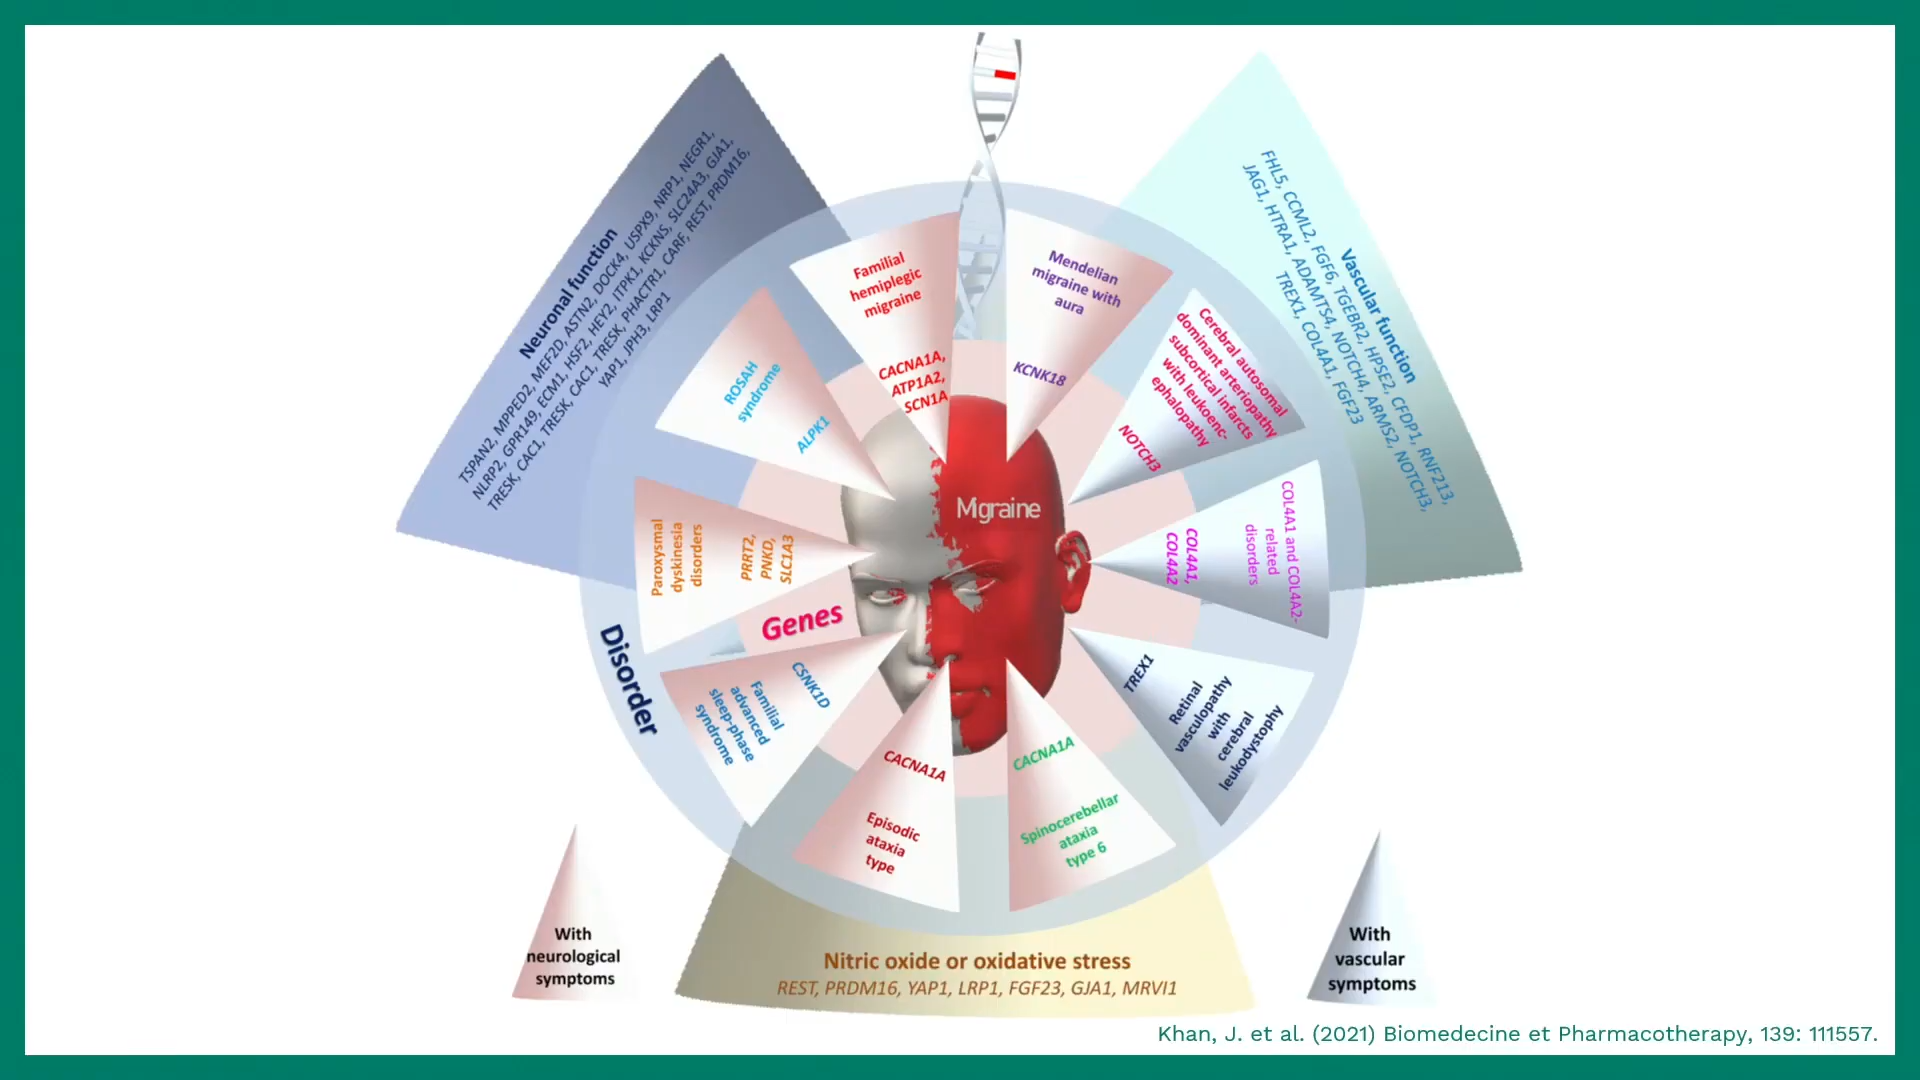 Neuronal function
TSPAN2, MPPED2, MEF2D, ASTN2, DOCK4, USPX9, NRP1, NEGR1,
NLRP2, GPR149, ECM1, HSF2, HEY2, ITPK1, KCKNS, SLC24A3, GJA1,
TRESK, CAC1, TRESK, CAC1, TRESK, PHACTR1, CARF, REST, PRDM16,
YAP1, JPH3, LRP1
Vascular function
FHL5, CCML2, FGF6, TGEBR2, HPSE2, CFDP1, RNF213,
JAG1, HTRA1, ADAMTS4, NOTCH4, ARMS2, NOTCH3,
TREX1, COL4A1, FGF23
Familial
hemiplegic
migraine
CACNA1A,
ATP1A2,
SCN1A
Mendelian
migraine with
aura
KCNK18
Cerebral autosomal
dominant arteriopathy
subcortical infarcts
with leukoenc-
ephalopathy
NOTCH3
COL4A1 and COL4A2-
related
disorders
COL4A1,
COL4A2
TREX1
Retinal
vasculopathy
with
cerebral
leukodystophy
CACNA1A
Spinocerebellar
ataxia
type 6
CACNA1A
Episodic
ataxia
type
CSNK1D
Familial
advanced
sleep-phase
syndrome
Paroxysmal
dyskinesia
disorders
PRRT2,
PNKD,
SLC1A3
ROSAH
syndrome
ALPK1
Migraine
Genes
Disorder
With
neurological
symptoms
Nitric oxide or oxidative stress
REST, PRDM16, YAP1, LRP1, FGF23, GJA1, MRVI1
With
vascular
symptoms
Khan, J. et al. (2021) Biomedecine et Pharmacotherapy, 139: 111557.